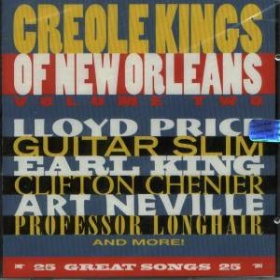 CREOLE KINGS
OF NEW ORLEANS
VOLUME TWO
LLOYD PRICE
GUITAR SLIM
EARL KING
CLIFTON CHENIER
ART NEVILLE
PROFESSOR LONGHAIR
AND MORE!
25 GREAT SONGS 25